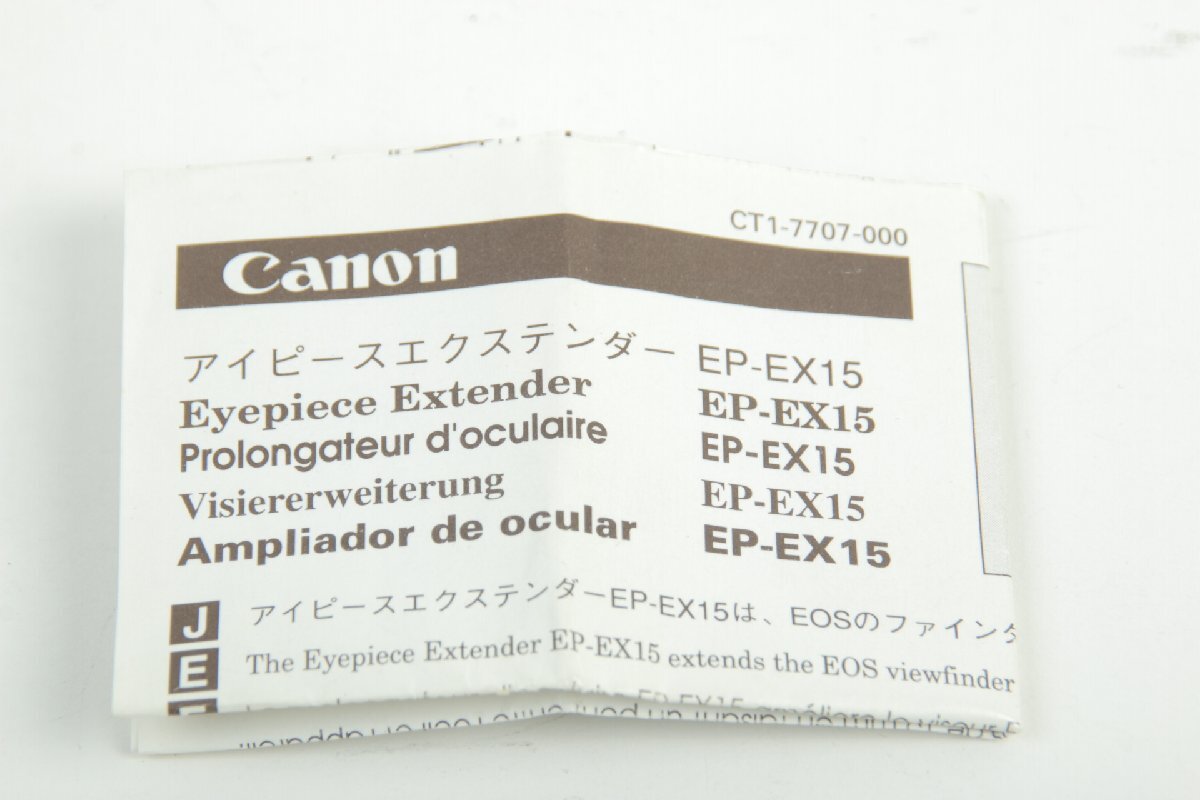 CT1-7707-000
Canon
アイピースエクステンダー EP-EX15
Eyepiece Extender EP-EX15
Prolongateur d'oculaire EP-EX15
Visiererweiterung EP-EX15
Ampliador de ocular EP-EX15
J アイピースエクステンダーEP-EX15は、EOSのファイン
E The Eyepiece Extender EP-EX15 extends the EOS viewfinder